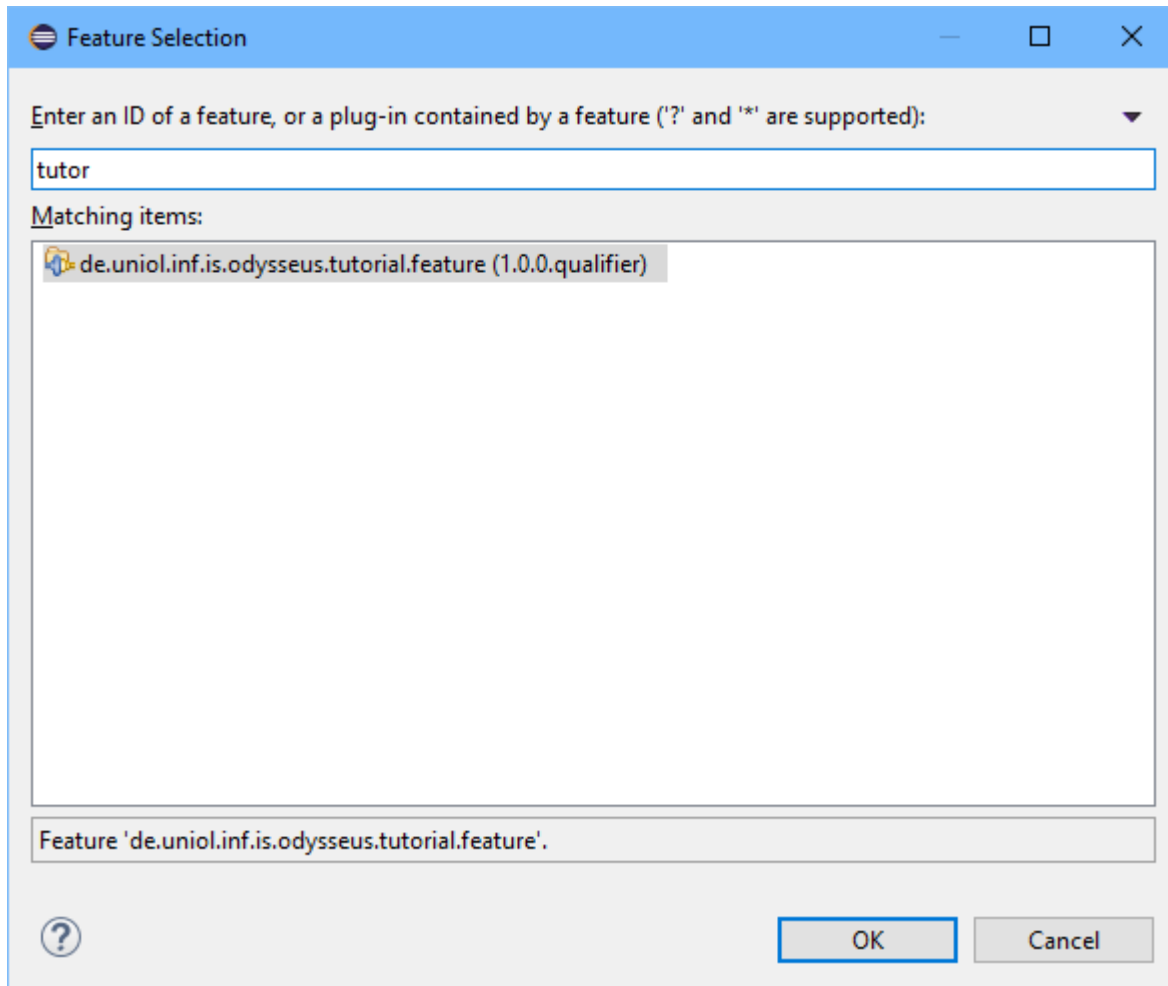 Feature Selection
Enter an ID of a feature, or a plug-in contained by a feature ('?' and '*' are supported):
tutor
Matching items:
de.uniol.inf.is.odysseus.tutorial.feature (1.0.0.qualifier)
Feature 'de.uniol.inf.is.odysseus.tutorial.feature'.
?
OK Cancel